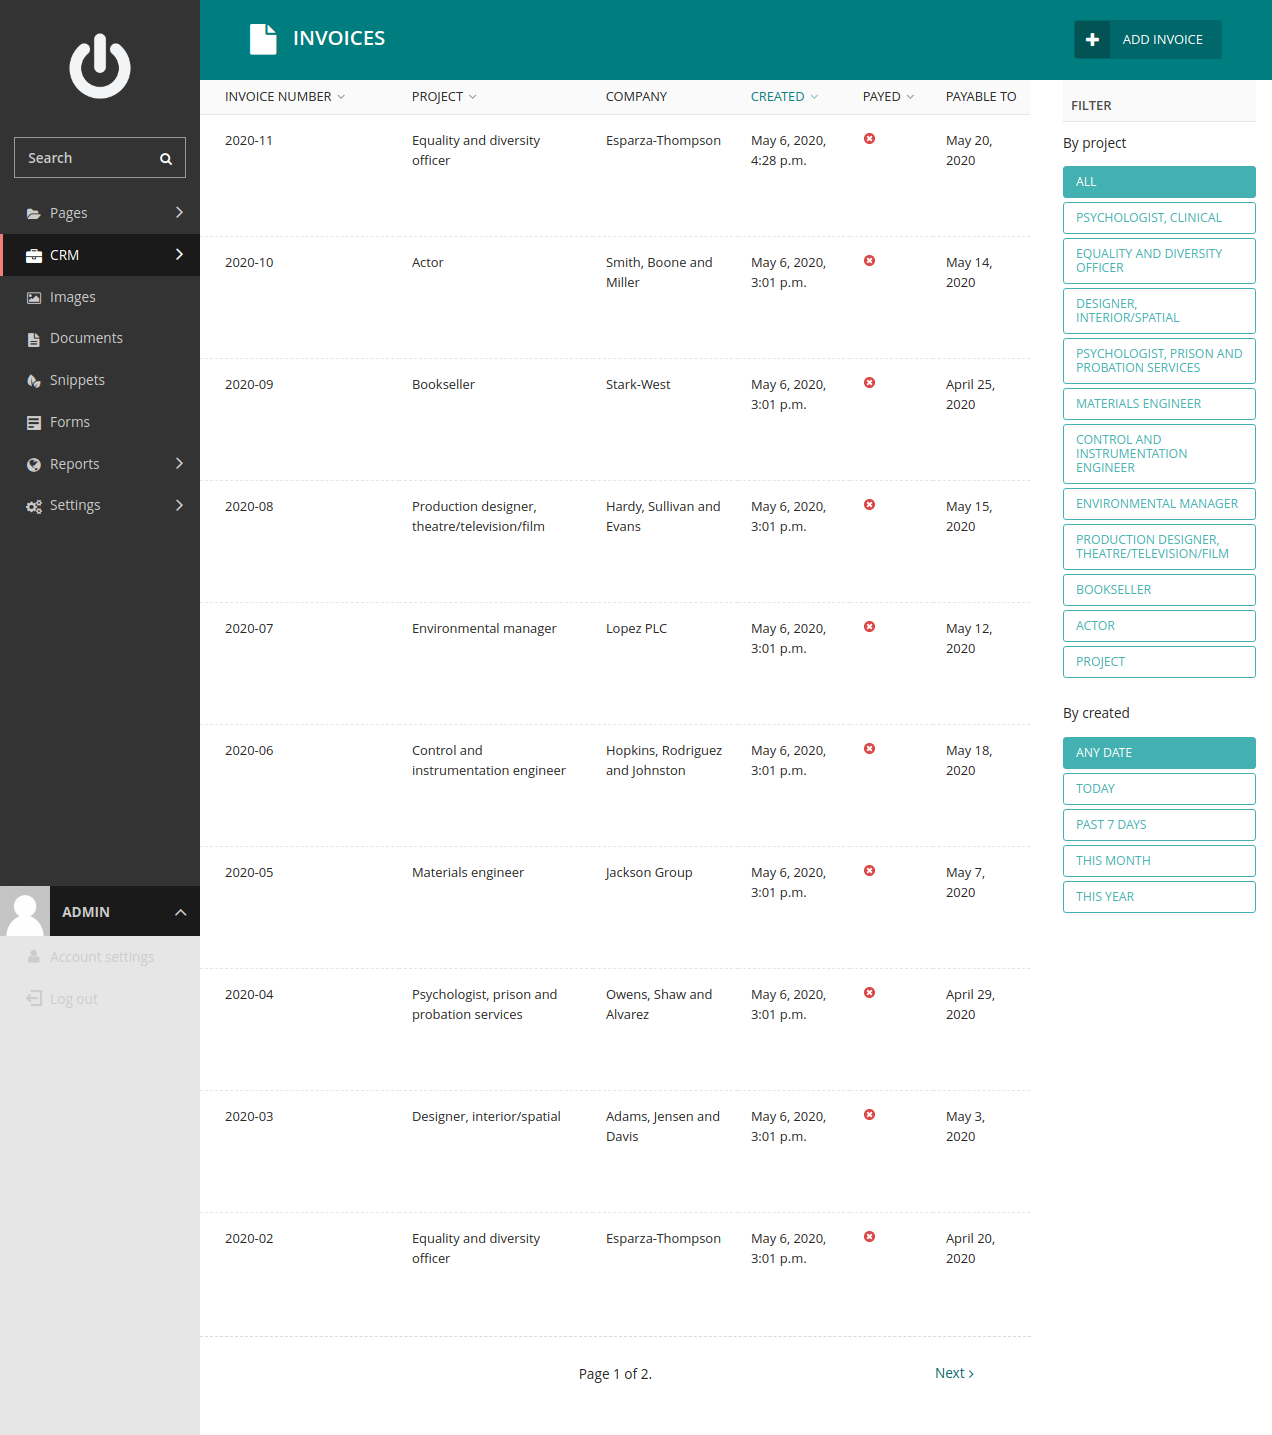 Search
Pages
CRM
Images
Documents
Snippets
Forms
Reports
Settings
ADMIN
Account settings
Log out
INVOICES
ADD INVOICE
INVOICE NUMBER PROJECT COMPANY CREATED PAYED PAYABLE TO
2020-11 Equality and diversity Esparza-Thompson May 6, 2020, May 20,
officer 4:28 p.m. 2020
2020-10 Actor Smith, Boone and May 6, 2020, May 14,
Miller 3:01 p.m. 2020
2020-09 Bookseller Stark-West May 6, 2020, April 25,
3:01 p.m. 2020
2020-08 Production designer, Hardy, Sullivan and May 6, 2020, May 15,
theatre/television/film Evans 3:01 p.m. 2020
2020-07 Environmental manager Lopez PLC May 6, 2020, May 12,
3:01 p.m. 2020
2020-06 Control and Hopkins, Rodriguez May 6, 2020, May 18,
instrumentation engineer and Johnston 3:01 p.m. 2020
2020-05 Materials engineer Jackson Group May 6, 2020, May 7,
3:01 p.m. 2020
2020-04 Psychologist, prison and Owens, Shaw and May 6, 2020, April 29,
probation services Alvarez 3:01 p.m. 2020
2020-03 Designer, interior/spatial Adams, Jensen and May 6, 2020, May 3,
Davis 3:01 p.m. 2020
2020-02 Equality and diversity Esparza-Thompson May 6, 2020, April 20,
officer 3:01 p.m. 2020
Page 1 of 2.
Next
FILTER
By project
ALL
PSYCHOLOGIST, CLINICAL
EQUALITY AND DIVERSITY
OFFICER
DESIGNER,
INTERIOR/SPATIAL
PSYCHOLOGIST, PRISON AND
PROBATION SERVICES
MATERIALS ENGINEER
CONTROL AND
INSTRUMENTATION
ENGINEER
ENVIRONMENTAL MANAGER
PRODUCTION DESIGNER,
THEATRE/TELEVISION/FILM
BOOKSELLER
ACTOR
PROJECT
By created
ANY DATE
TODAY
PAST 7 DAYS
THIS MONTH
THIS YEAR